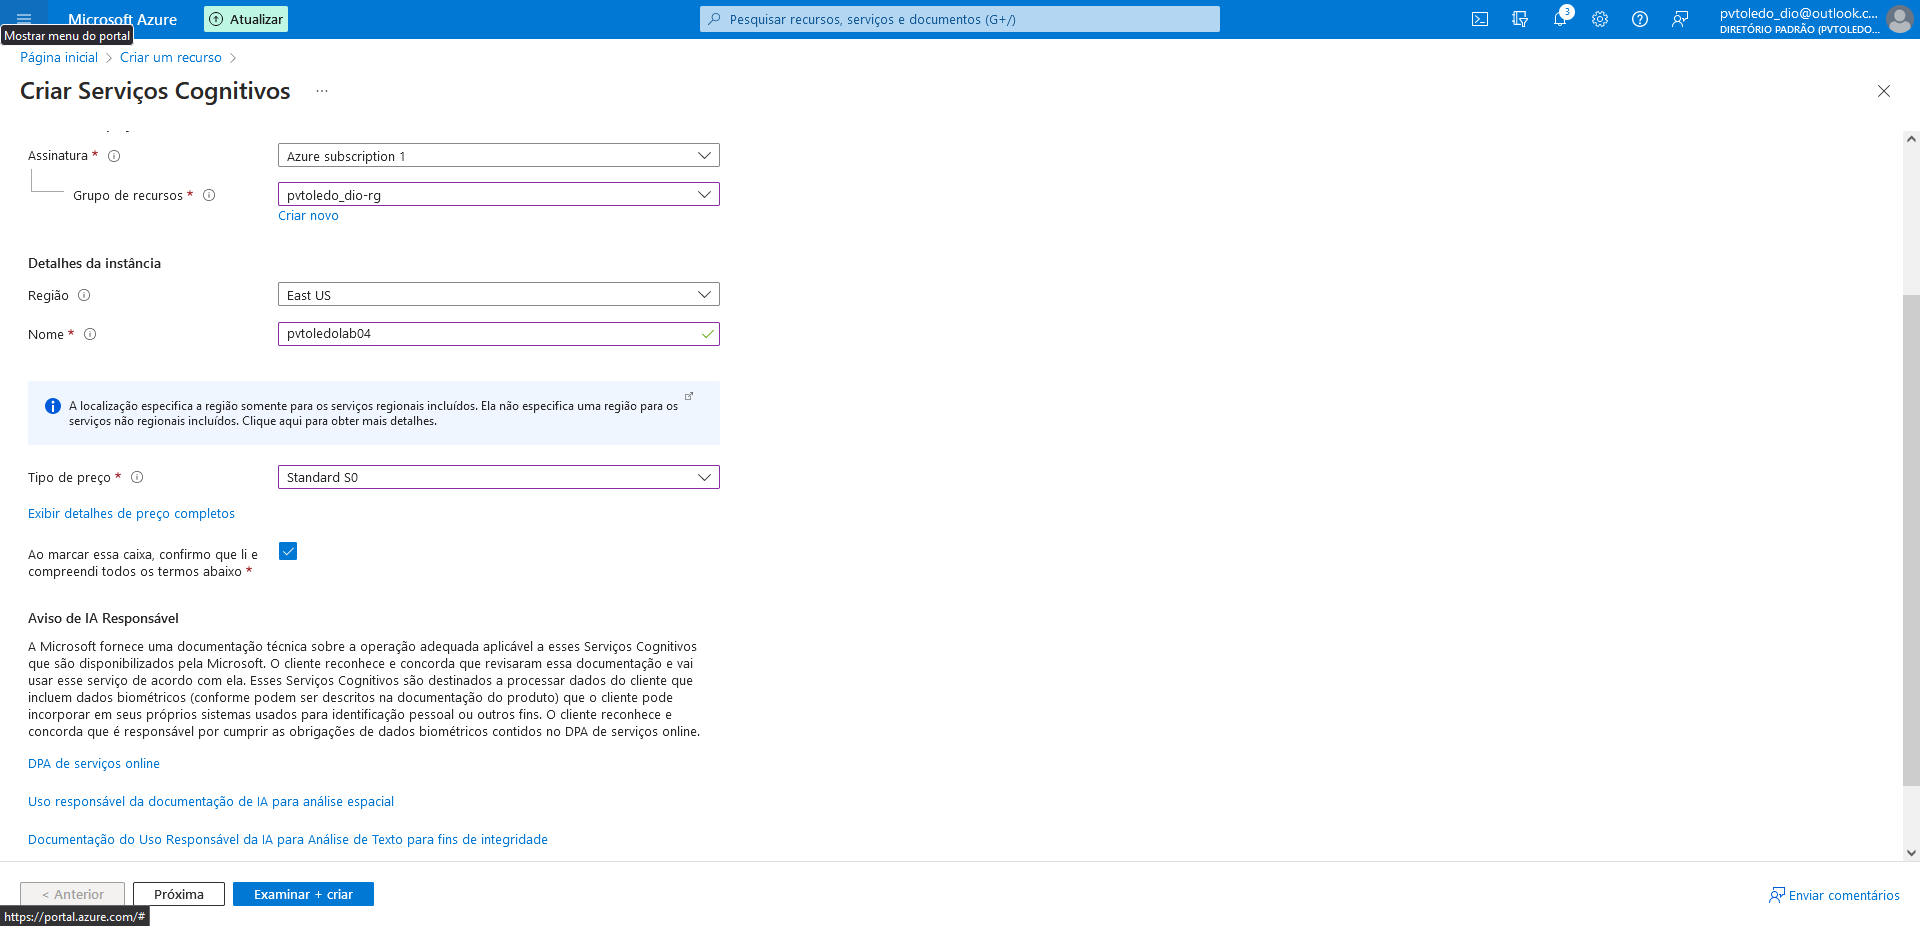 Microsoft Azure
Atualizar
Pesquisar recursos, serviços e documentos (G+/)
3
pvtoledo_dio@outlook.c...
DIRETÓRIO PADRÃO (PVTOLEDO...
Mostrar menu do portal
Página inicial > Criar um recurso >
Criar Serviços Cognitivos ...
Assinatura *
Azure subscription 1
Grupo de recursos *
pvtoledo_dio-rg
Criar novo
Detalhes da instância
Região
East US
Nome *
pvtoledolab04
A localização especifica a região somente para os serviços regionais incluídos. Ela não especifica uma região para os
serviços não regionais incluídos. Clique aqui para obter mais detalhes.
Tipo de preço *
Standard S0
Exibir detalhes de preço completos
Ao marcar essa caixa, confirmo que li e
compreendi todos os termos abaixo *
Aviso de IA Responsável
A Microsoft fornece uma documentação técnica sobre a operação adequada aplicável a esses Serviços Cognitivos
que são disponibilizados pela Microsoft. O cliente reconhece e concorda que revisaram essa documentação e vai
usar esse serviço de acordo com ela. Esses Serviços Cognitivos são destinados a processar dados do cliente que
incluem dados biométricos (conforme podem ser descritos na documentação do produto) que o cliente pode
incorporar em seus próprios sistemas usados para identificação pessoal ou outros fins. O cliente reconhece e
concorda que é responsável por cumprir as obrigações de dados biométricos contidos no DPA de serviços online.
DPA de serviços online
Uso responsável da documentação de IA para análise espacial
Documentação do Uso Responsável da IA para Análise de Texto para fins de integridade
< Anterior
Próxima
Examinar + criar
Enviar comentários
https://portal.azure.com/#